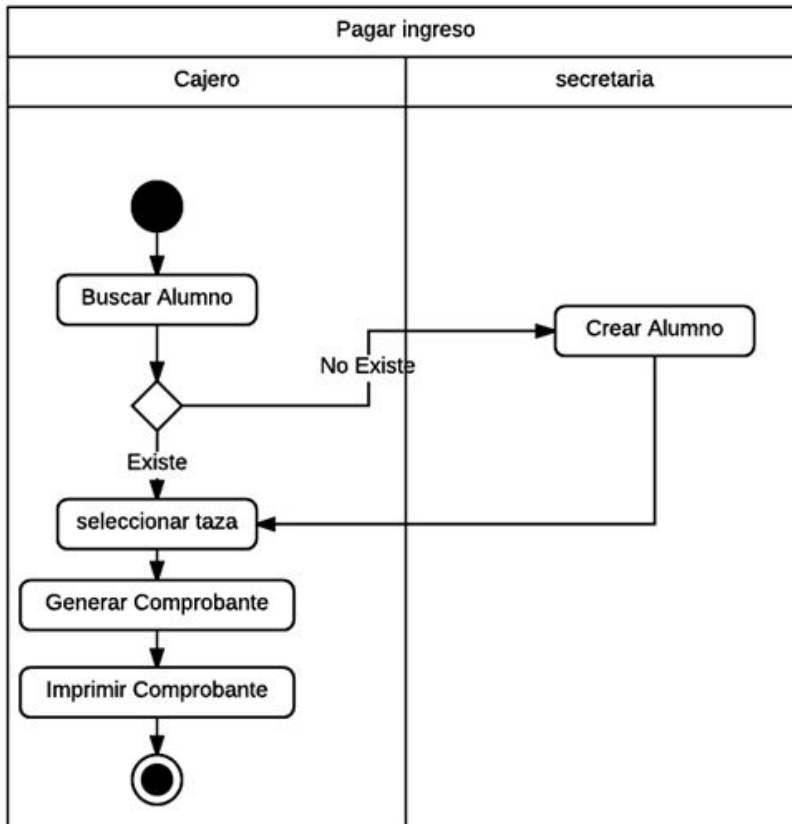 Pagar ingreso
Cajero
secretaria
Buscar Alumno
Crear Alumno
No Existe
Existe
seleccionar taza
Generar Comprobante
Imprimir Comprobante